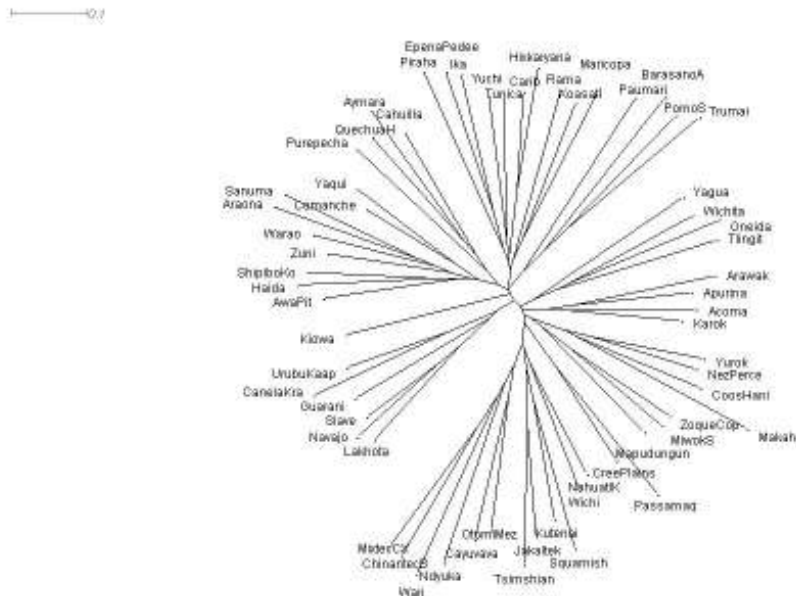 0.1
EpenaPedee
Piraha
Ika
Yuchi
Tunica
Carib
Hixkaryana
Rama
Koasati
Maricopa
BarasanoA
Paumari
PomoS
Trumai
Aymara
Cahuilla
QuechuaH
Purepecha
Yaqui
Comanche
Sanuma
Araona
Warao
Zuni
ShipiboKo
Haida
AwaPit
Yagua
Wichita
Oneida
Tlingit
Arawak
Apurina
Acoma
Karok
Kiowa
UrubuKaap
CanelaKra
Guarani
Slave
Navajo
Lakhota
Yurok
NezPerce
CoosHani
ZoqueCop
MiwokS
Makah
Mapudungun
CreePlains
NahuatlK
Wichi
Passamaq
OtomiMez
Kutenai
MixtecCh
ChinantecB
Cayuvava
Jakaltek
Squamish
Ndyuka
Tsimshian
Wari